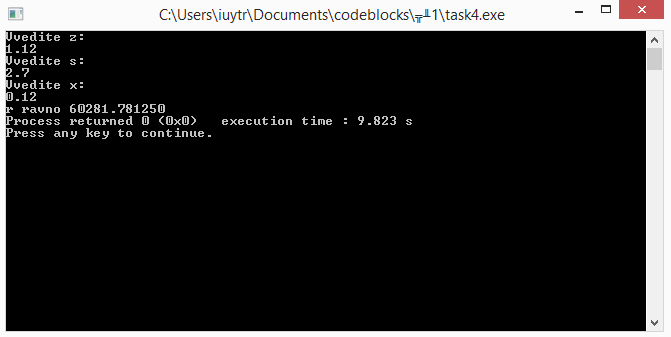 C:\Users\iuytr\Documents\codeblocks\╦╨1\task4.exe
Vvedite z:
1.12
Vvedite s:
2.7
Vvedite x:
0.12
r ravno 60281.781250
Process returned 0 (0x0)   execution time : 9.823 s
Press any key to continue.